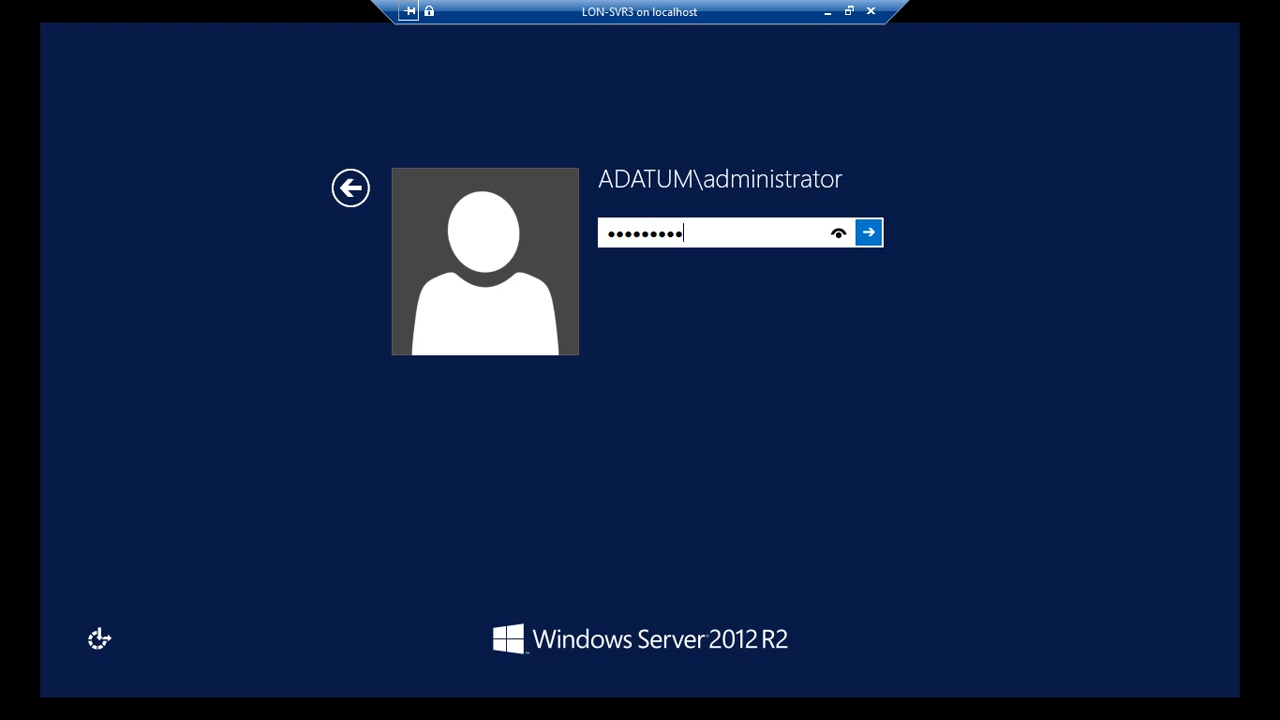 LON-SVR3 on localhost
ADATUM\administrator
•••••••••
Windows Server 2012 R2